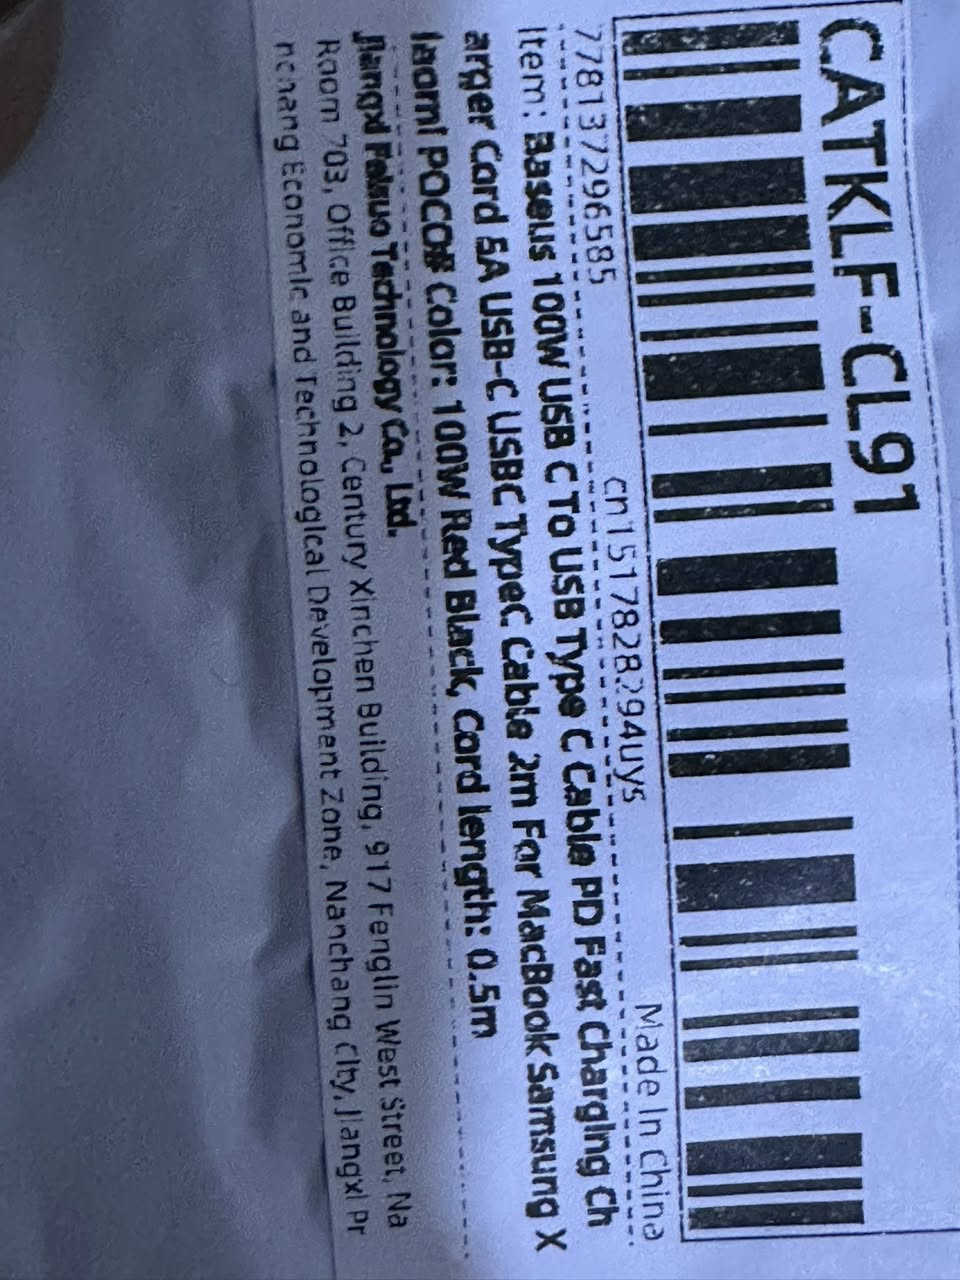 CATKLF-CL91
778137296585 cn1517828294uys Made In China
Item: Baseus 100W USB C To USB Type C Cable PD Fast Charging Ch
arger Cord 5A USB-C USBC TypeC Cable 2m For MacBook Samsung X
iaomi POCO# Color: 100W Red Black, Cord length: 0.5m
Jiangxi Fekuo Technology Co., Ltd.
Room 703, Office Building 2, Century Xinchen Building, 917 Fenglin West Street, Na
nchang Economic and Technological Development Zone, Nanchang City, Jiangxi Pr